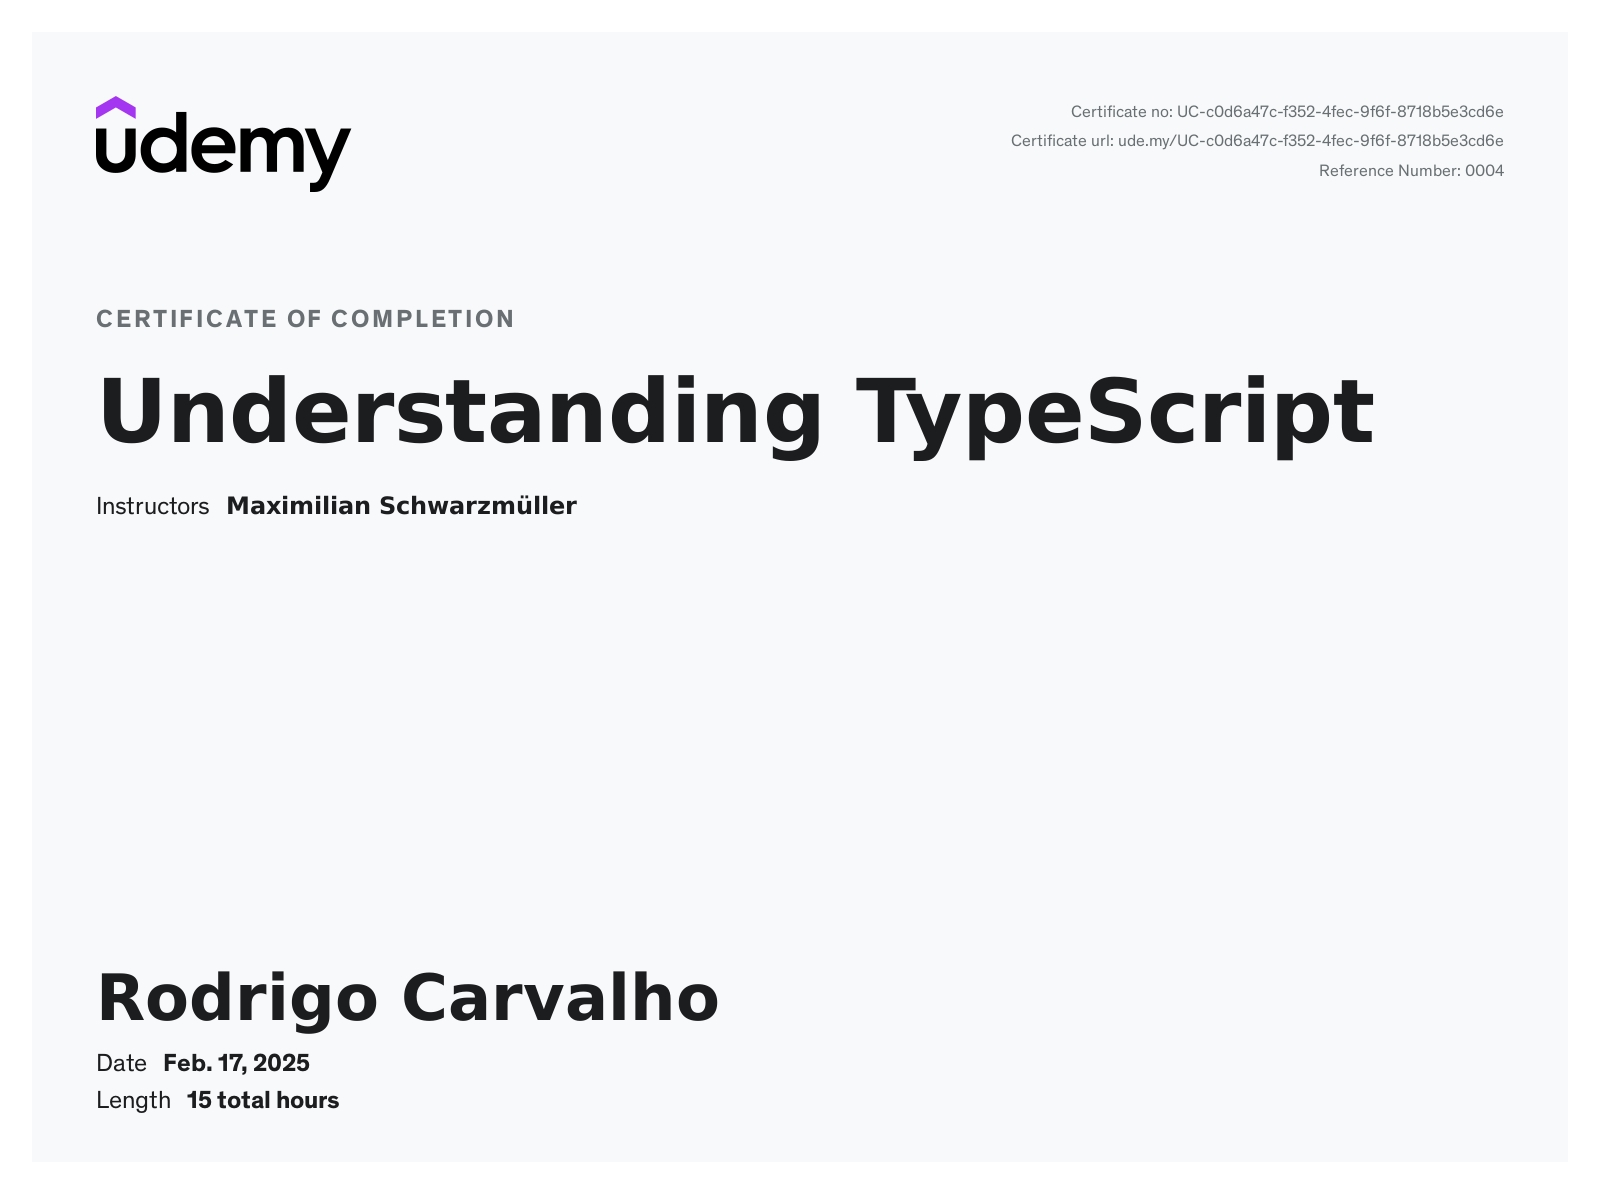 udemy
Certificate no: UC-c0d6a47c-f352-4fec-9f6f-8718b5e3cd6e
Certificate url: ude.my/UC-c0d6a47c-f352-4fec-9f6f-8718b5e3cd6e
Reference Number: 0004
CERTIFICATE OF COMPLETION
Understanding TypeScript
Instructors Maximilian Schwarzmüller
Rodrigo Carvalho
Date Feb. 17, 2025
Length 15 total hours